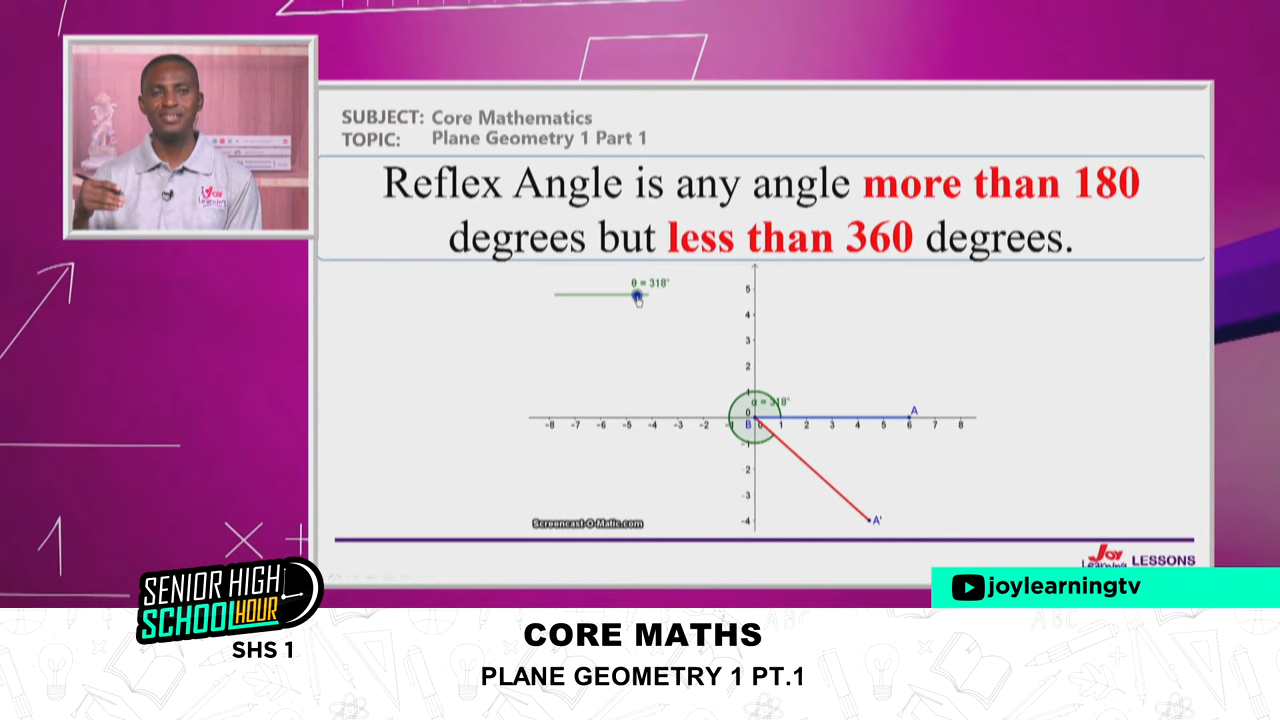 SUBJECT: Core Mathematics
TOPIC: Plane Geometry 1 Part 1
Reflex Angle is any angle more than 180
degrees but less than 360 degrees.
θ = 318°
5
4
3
2
1
0
α = 318°
A
-8 -7 -6 -5 -4 -3 -2 -1 B 0 1 2 3 4 5 6 7 8
-1
-2
-3
-4
A'
Screencast-O-Matic.com
Joy
Learning LESSONS
joylearningtv
SENIOR HIGH
SCHOOL HOUR
SHS 1
CORE MATHS
PLANE GEOMETRY 1 PT.1